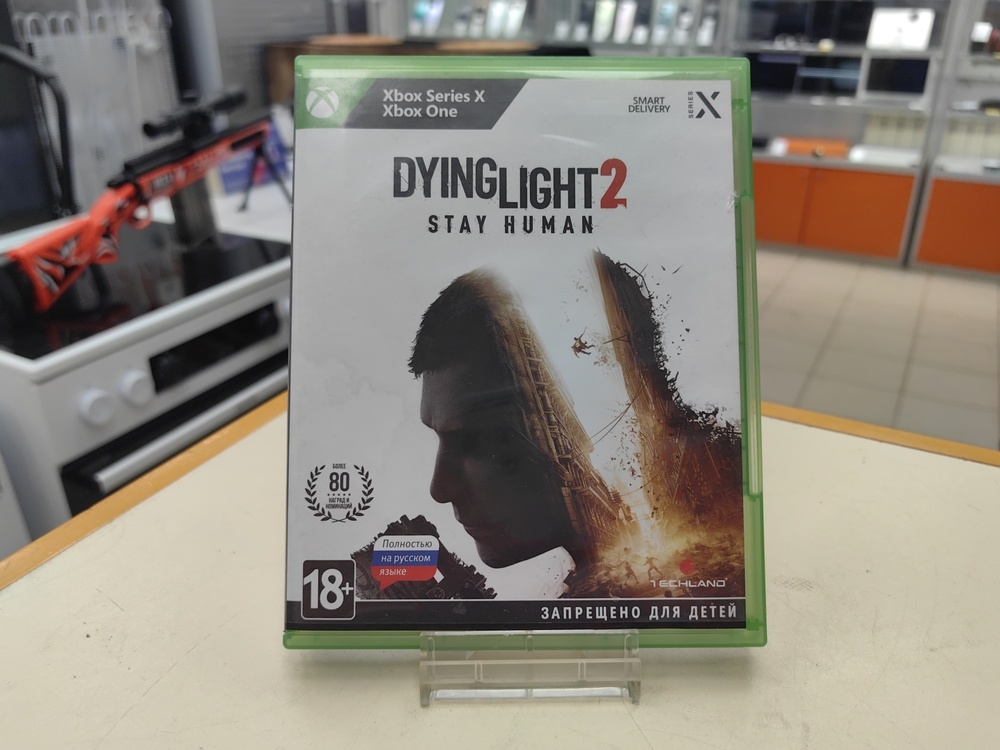 Xbox Series X
Xbox One
SMART
DELIVERY
SERIES X
DYING LIGHT 2
STAY HUMAN
БОЛЕЕ
80
НАГРАД И
НОМИНАЦИЙ
Полностью
на русском
языке
18+
TECHLAND
ЗАПРЕЩЕНО ДЛЯ ДЕТЕЙ